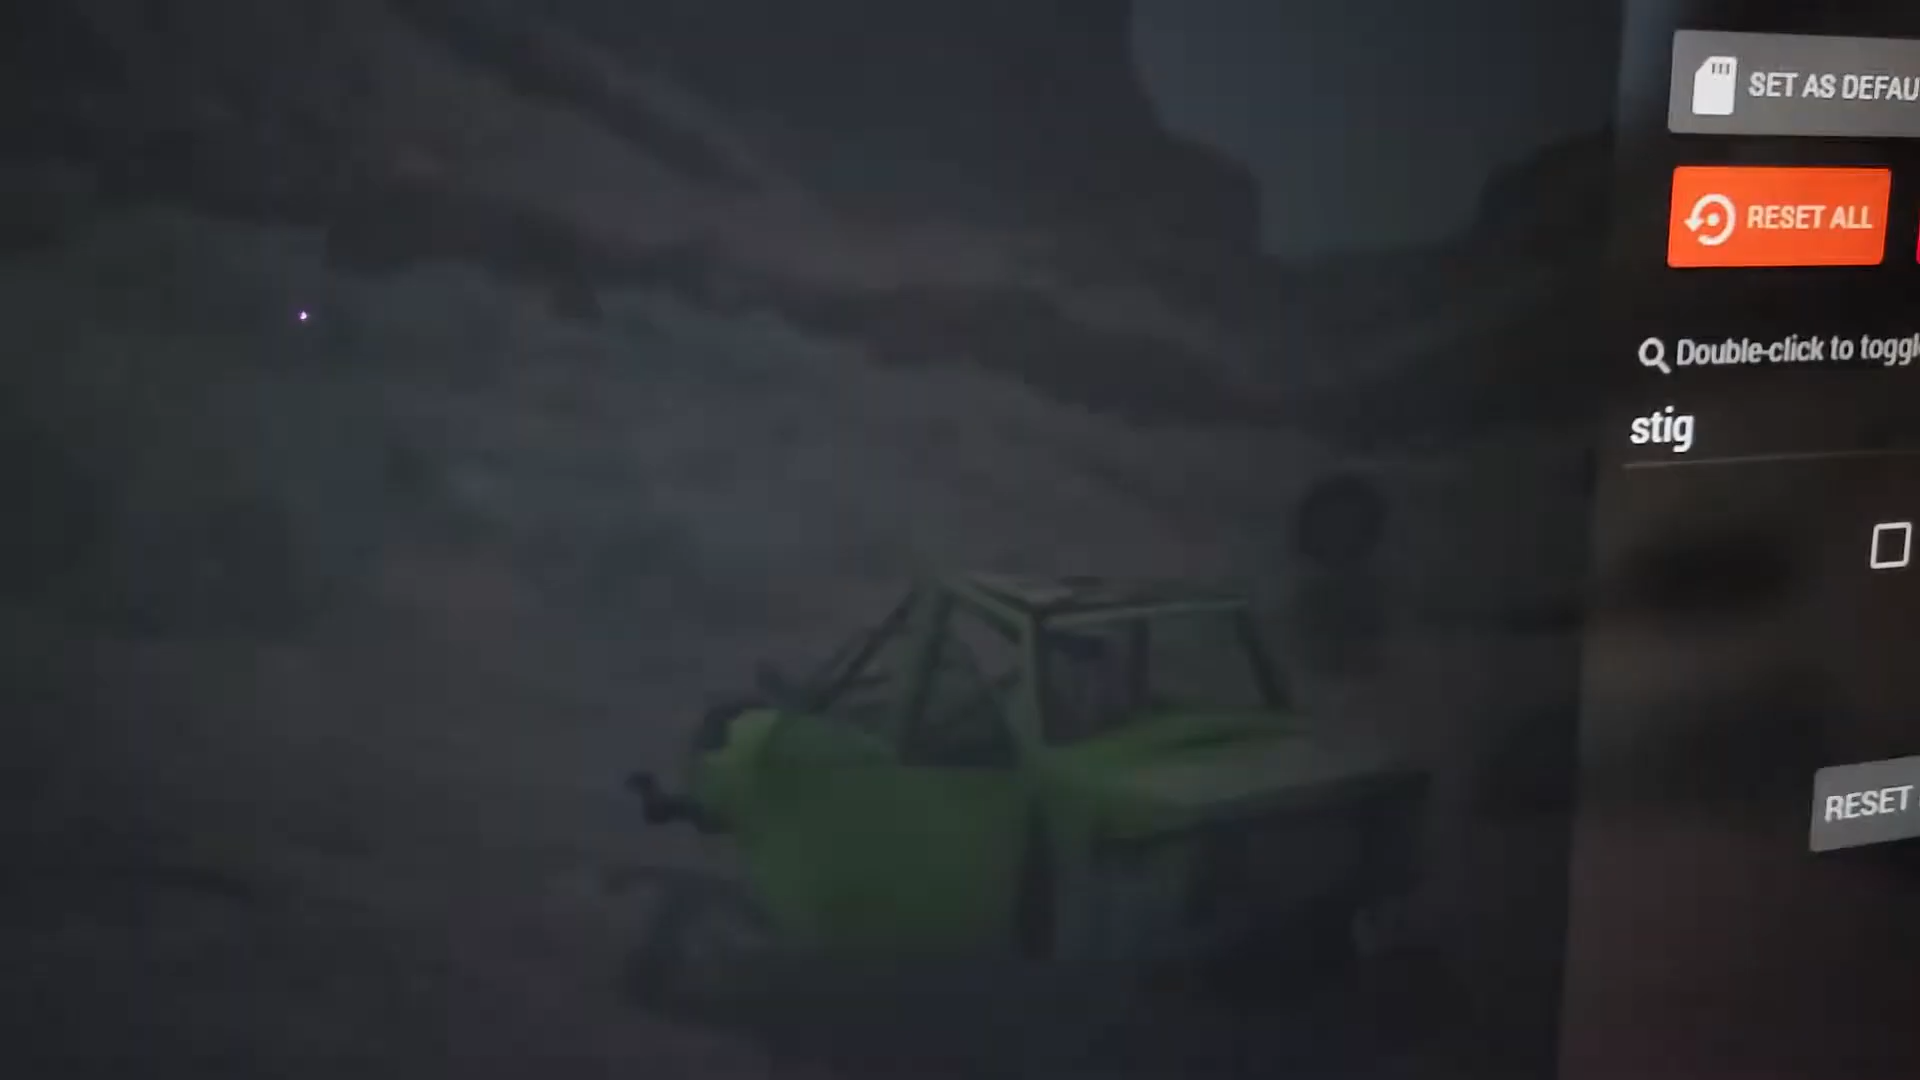 SET AS DEFAU
RESET ALL
Double-click to toggl
stig
RESET